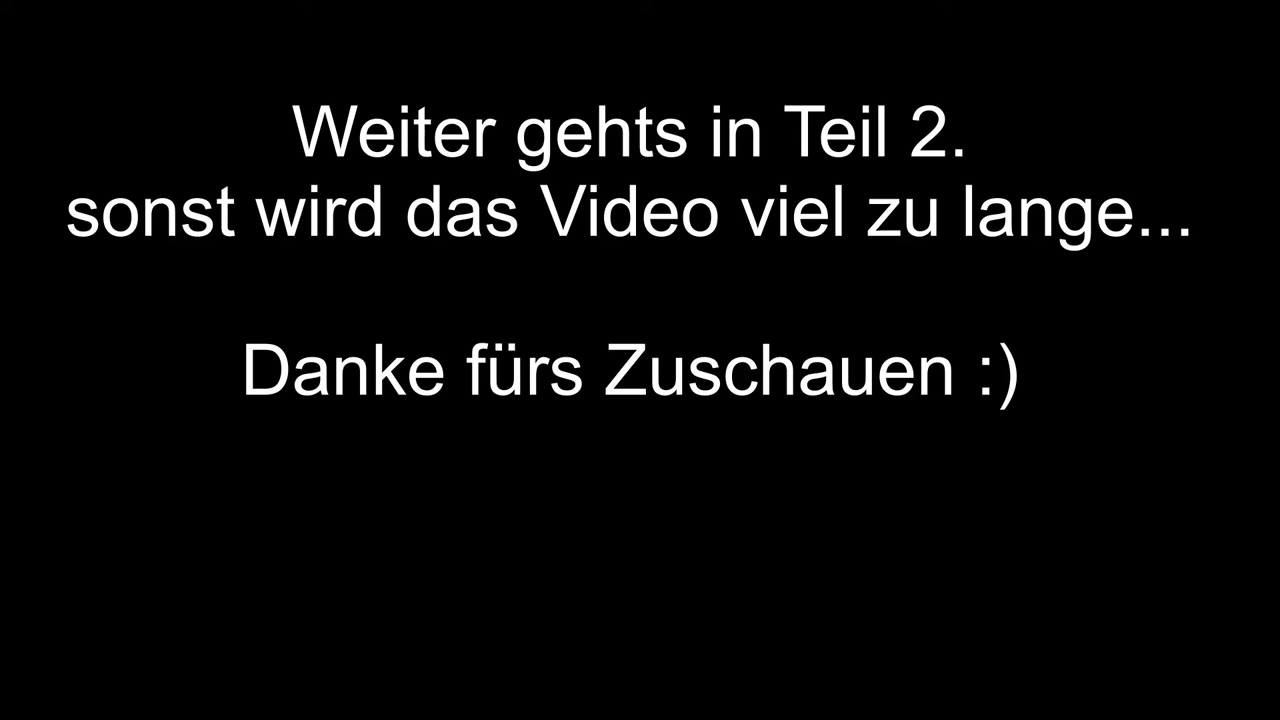 Weiter gehts in Teil 2.
sonst wird das Video viel zu lange...
Danke fürs Zuschauen :)